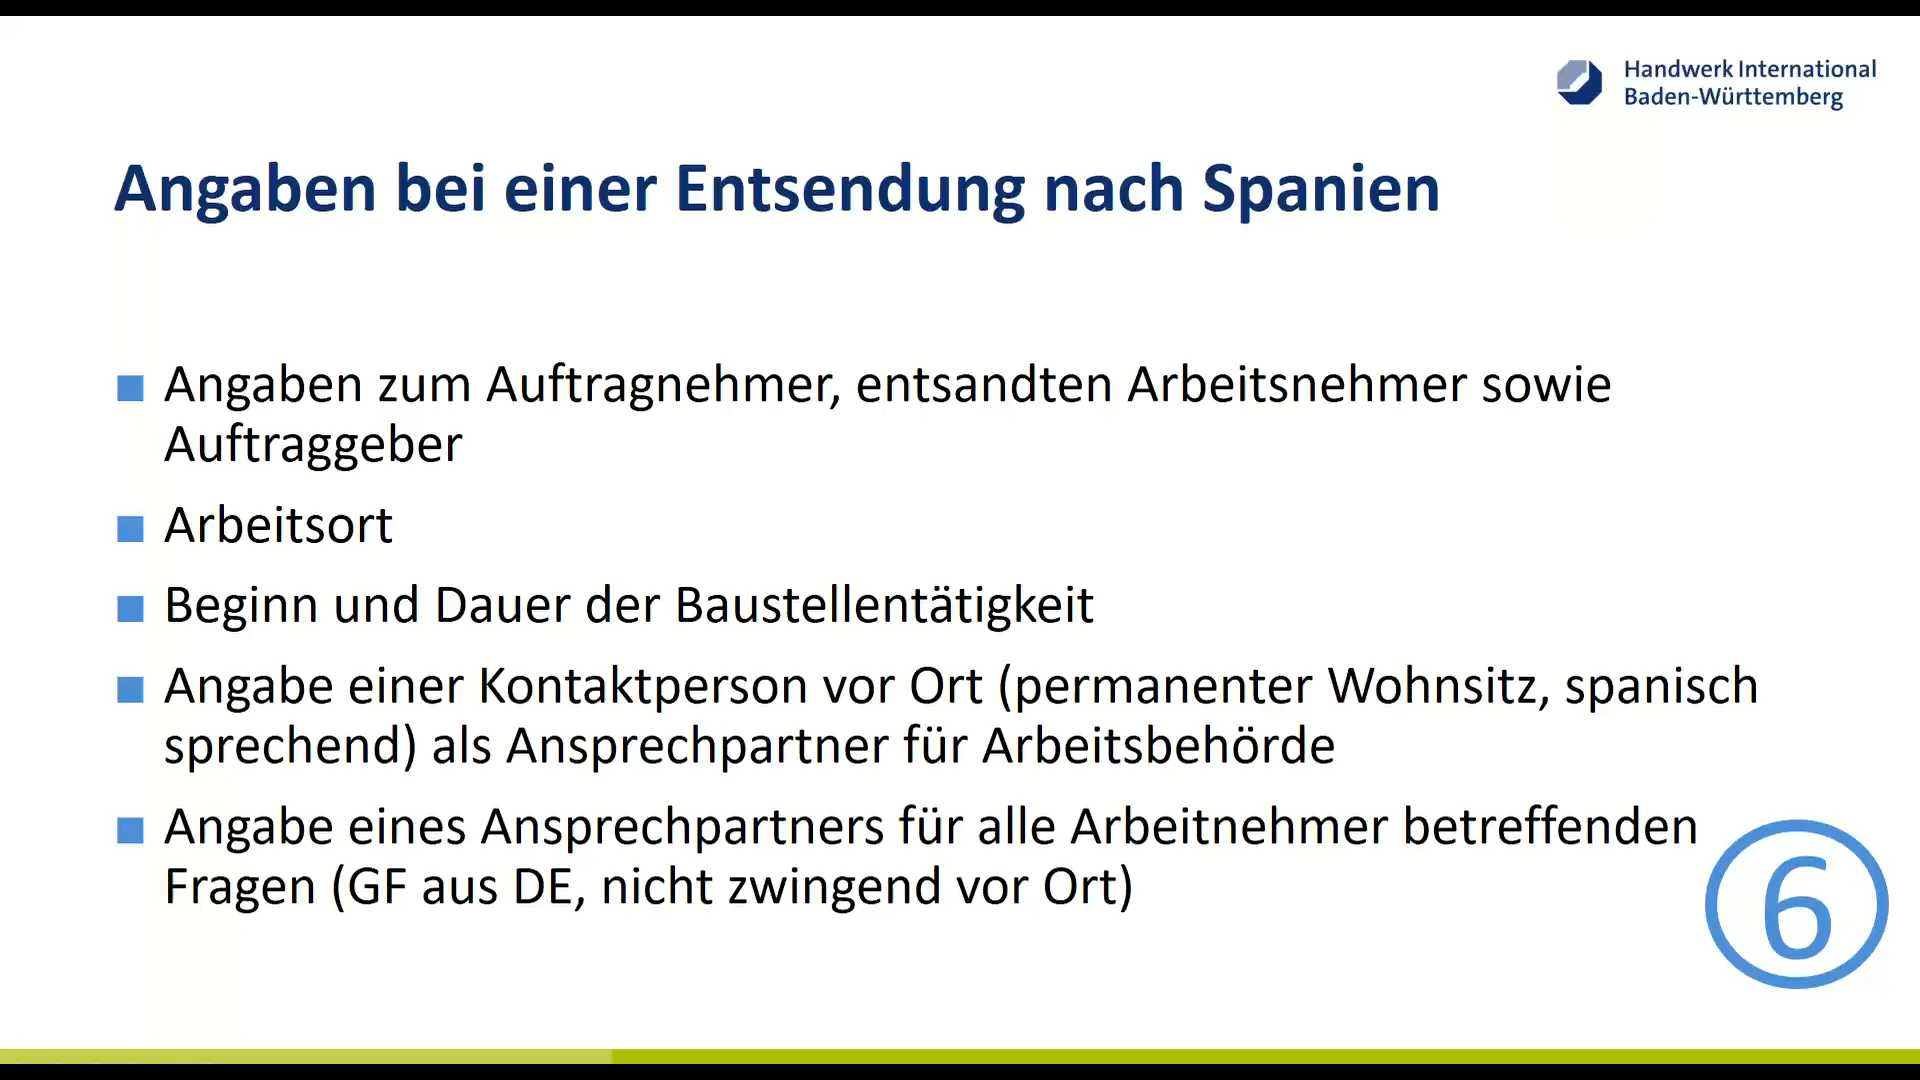 Handwerk International
Baden-Württemberg
Angaben bei einer Entsendung nach Spanien
■ Angaben zum Auftragnehmer, entsandten Arbeitsnehmer sowie
Auftraggeber
■ Arbeitsort
■ Beginn und Dauer der Baustellentätigkeit
■ Angabe einer Kontaktperson vor Ort (permanenter Wohnsitz, spanisch
sprechend) als Ansprechpartner für Arbeitsbehörde
■ Angabe eines Ansprechpartners für alle Arbeitnehmer betreffenden
Fragen (GF aus DE, nicht zwingend vor Ort)
6